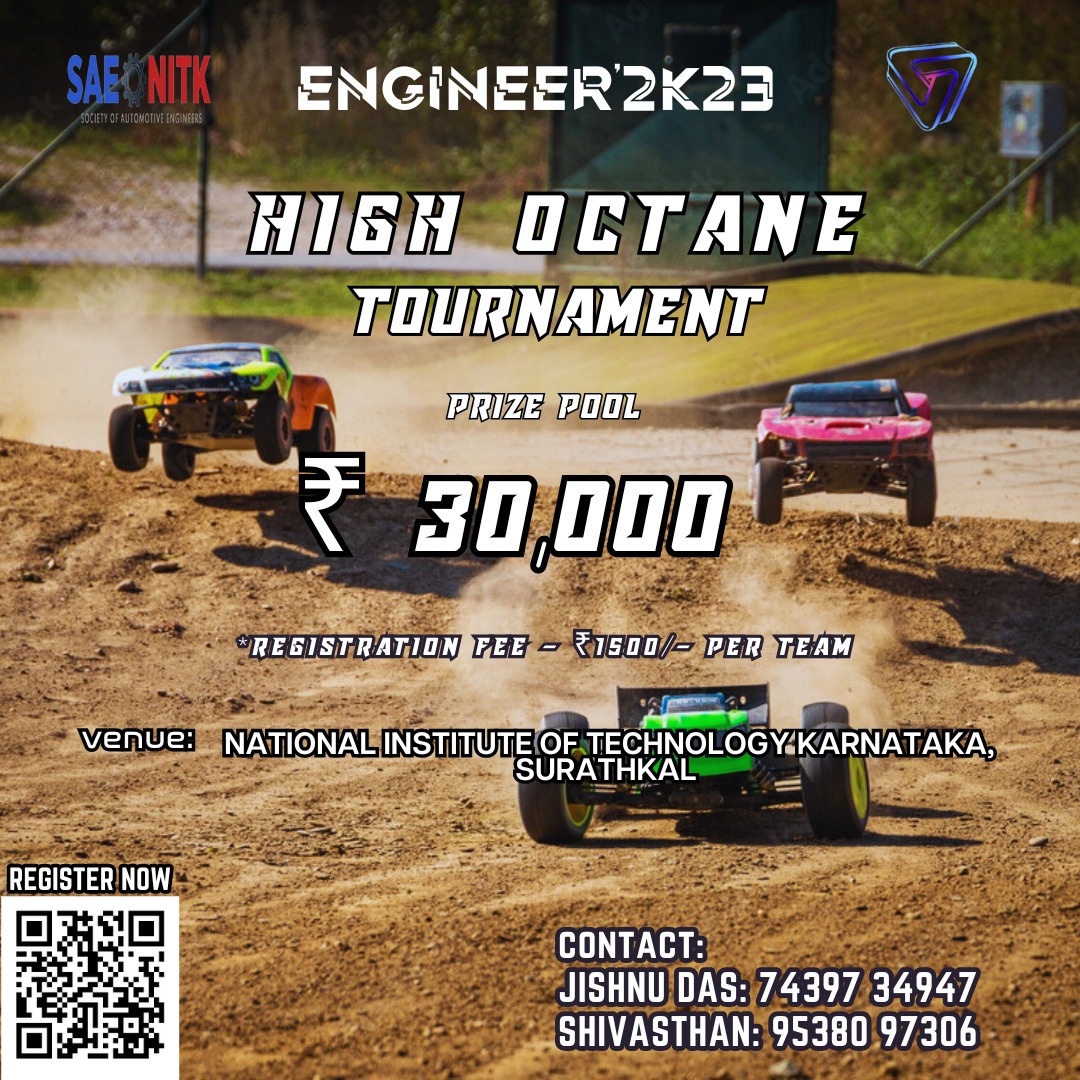 SAE NITK
SOCIETY OF AUTOMOTIVE ENGINEERS
ENGINEER'2K23
HIGH OCTANE
TOURNAMENT
PRIZE POOL
₹ 30,000
*REGISTRATION FEE - ₹1500/- PER TEAM
venue: NATIONAL INSTITUTE OF TECHNOLOGY KARNATAKA,
SURATHKAL
REGISTER NOW
CONTACT:
JISHNU DAS: 74397 34947
SHIVASTHAN: 95380 97306